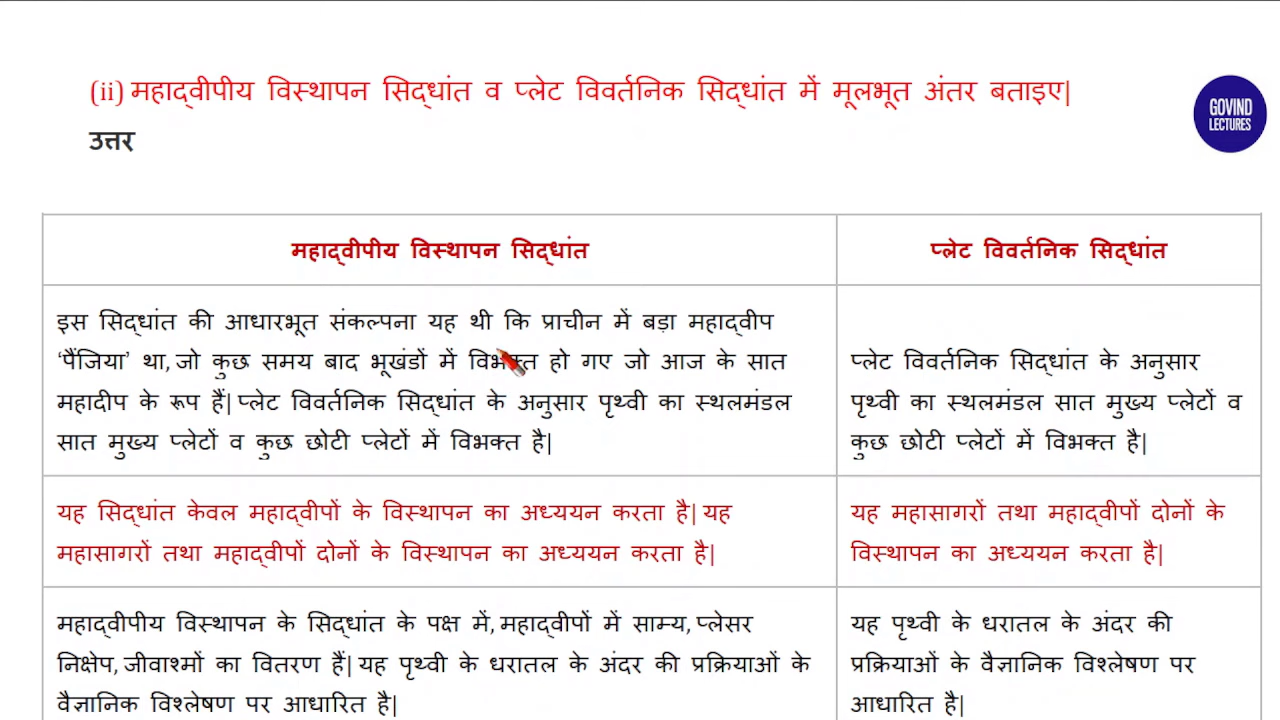 (ii) महाद्वीपीय विस्थापन सिद्धांत व प्लेट विवर्तनिक सिद्धांत में मूलभूत अंतर बताइए|
GOVIND
LECTURES
उत्तर
महाद्वीपीय विस्थापन सिद्धांत
प्लेट विवर्तनिक सिद्धांत
इस सिद्धांत की आधारभूत संकल्पना यह थी कि प्राचीन में बड़ा महाद्वीप
‘पैंजिया’ था, जो कुछ समय बाद भूखंडों में विभक्त हो गए जो आज के सात
महादीप के रूप हैं| प्लेट विवर्तनिक सिद्धांत के अनुसार पृथ्वी का स्थलमंडल
सात मुख्य प्लेटों व कुछ छोटी प्लेटों में विभक्त है|
प्लेट विवर्तनिक सिद्धांत के अनुसार
पृथ्वी का स्थलमंडल सात मुख्य प्लेटों व
कुछ छोटी प्लेटों में विभक्त है|
यह सिद्धांत केवल महाद्वीपों के विस्थापन का अध्ययन करता है| यह
महासागरों तथा महाद्वीपों दोनों के विस्थापन का अध्ययन करता है|
यह महासागरों तथा महाद्वीपों दोनों के
विस्थापन का अध्ययन करता है|
महाद्वीपीय विस्थापन के सिद्धांत के पक्ष में, महाद्वीपों में साम्य, प्लेसर
निक्षेप, जीवाश्मों का वितरण हैं| यह पृथ्वी के धरातल के अंदर की प्रक्रियाओं के
वैज्ञानिक विश्लेषण पर आधारित है|
यह पृथ्वी के धरातल के अंदर की
प्रक्रियाओं के वैज्ञानिक विश्लेषण पर
आधारित है|